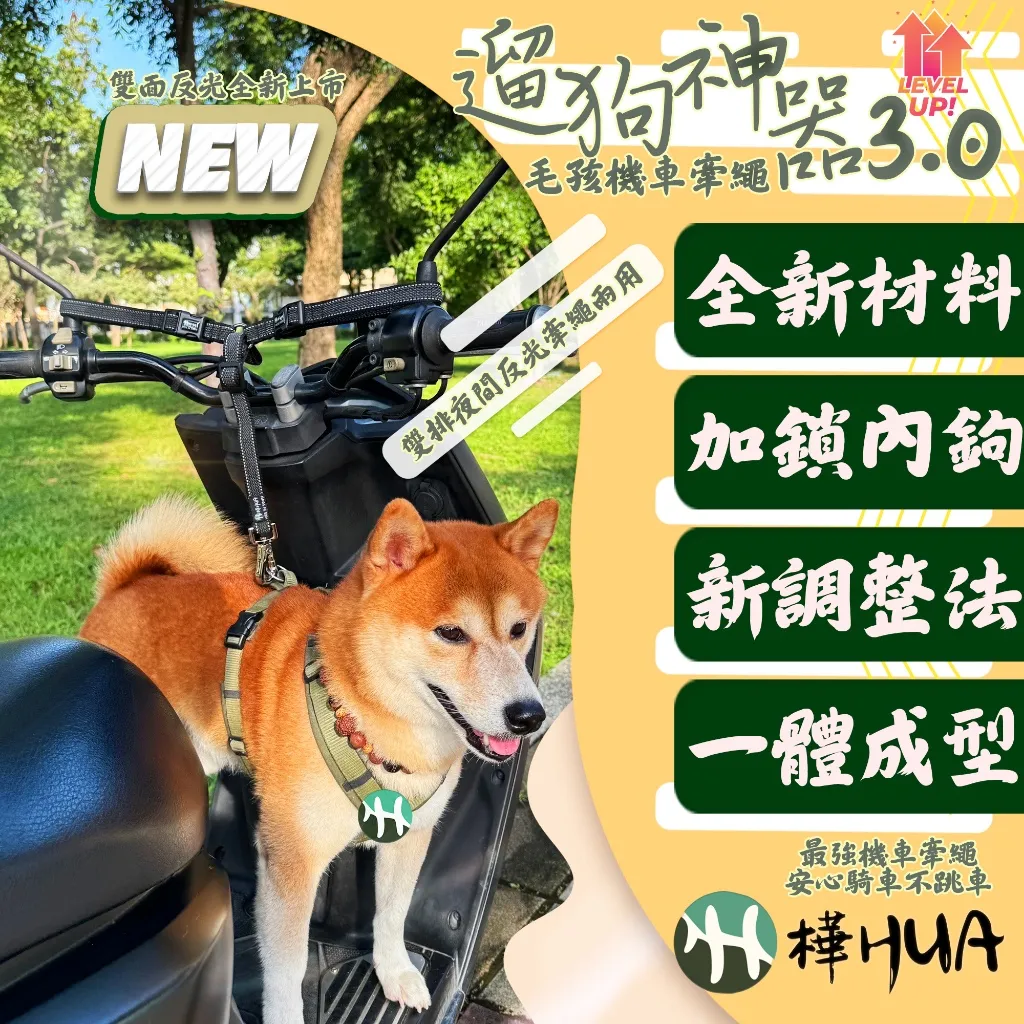 雙面反光全新上市
NEW
遛狗神器3.0
LEVEL
UP!
毛孩機車牽繩
雙排夜間反光牽繩兩用
全新材料
加鎖內鉤
新調整法
一體成型
最強機車牽繩
安心騎車不跳車
樺HUA